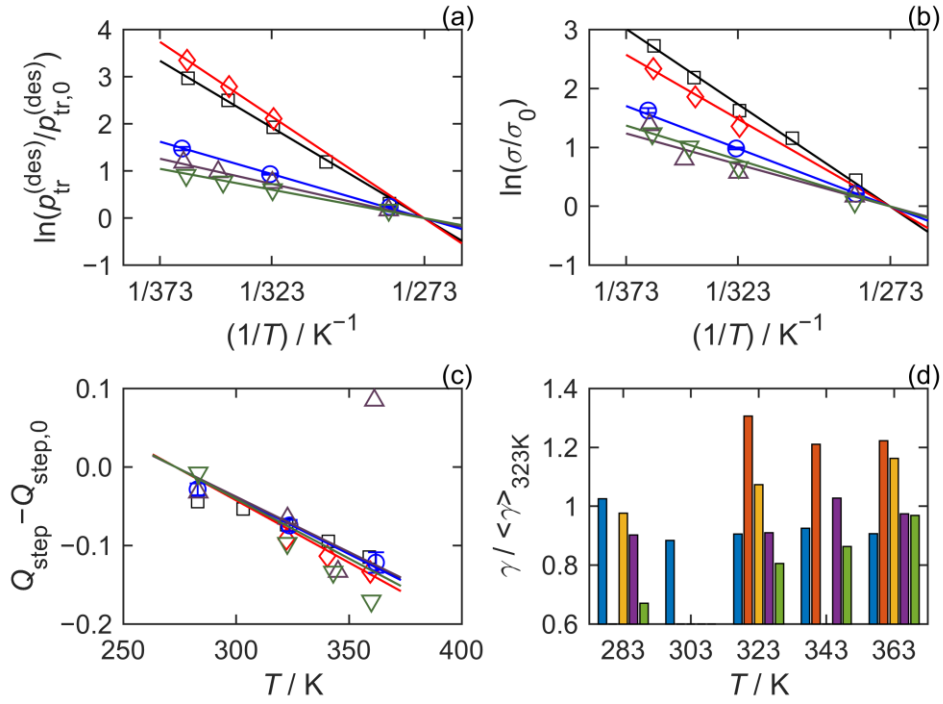 (a)
4
3
2
1
0
−1
ln(p_tr^(des)/p_tr,0^(des))
1/373
1/323
1/273
(1/T) / K⁻¹
(b)
3
2
1
0
−1
ln(σ/σ₀)
1/373
1/323
1/273
(1/T) / K⁻¹
(c)
0.1
0.0
−0.1
−0.2
Q_step−Q_step,0
250
300
350
400
T / K
(d)
1.4
1.2
1
0.8
0.6
γ / <γ>_323K
283
303
323
343
363
T / K